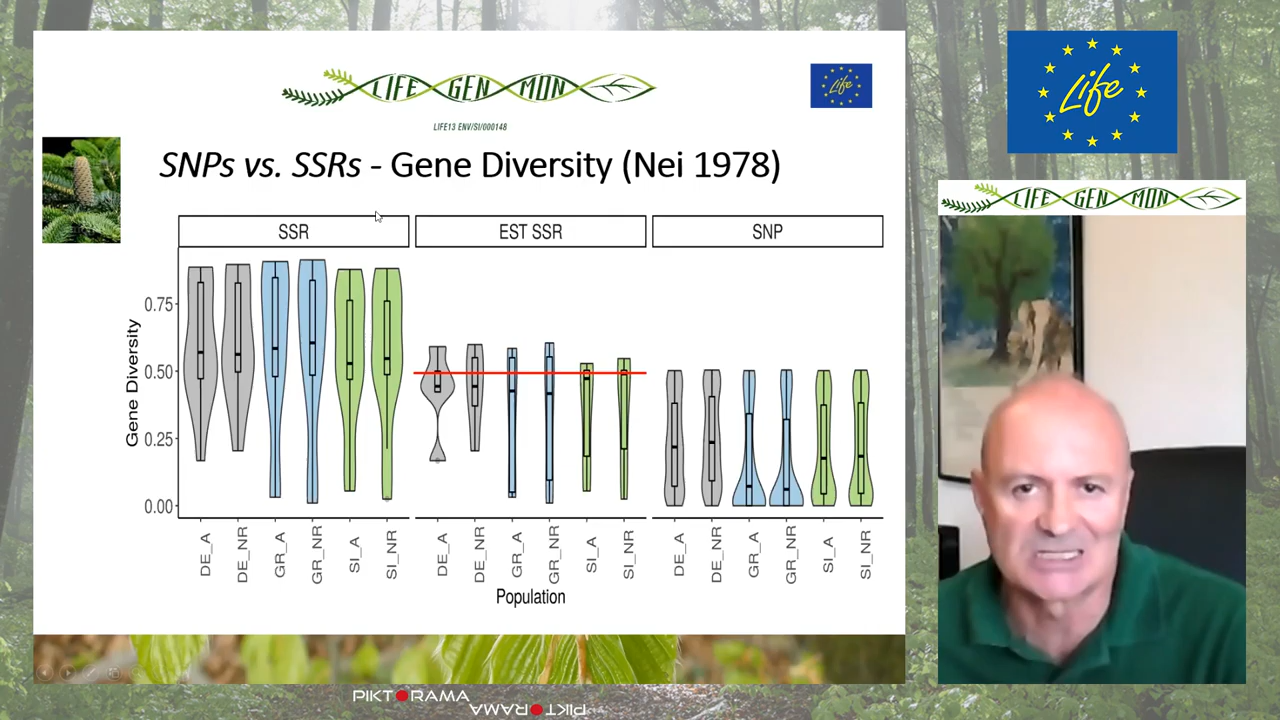 LIFE GEN MON
LIFE13 ENV/SI/000148
Life
SNPs vs. SSRs - Gene Diversity (Nei 1978)
SSR
EST SSR
SNP
Gene Diversity
0.75
0.50
0.25
0.00
DE_A
DE_NR
GR_A
GR_NR
SI_A
SI_NR
DE_A
DE_NR
GR_A
GR_NR
SI_A
SI_NR
DE_A
DE_NR
GR_A
GR_NR
SI_A
SI_NR
Population
Life
LIFE GEN MON
PIKTORAMA
PIKTORAMA